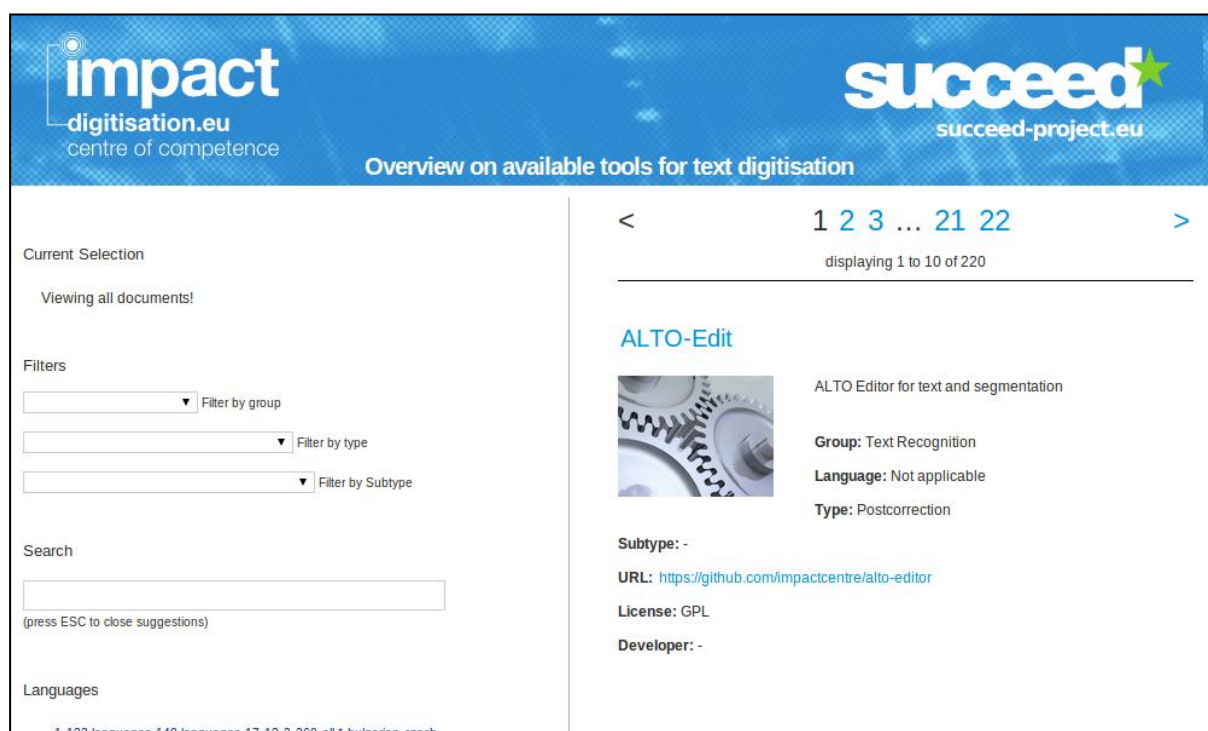 impact
digitisation.eu
centre of competence
succeed
succeed-project.eu
Overview on available tools for text digitisation
Current Selection
Viewing all documents!
Filters
Filter by group
Filter by type
Filter by Subtype
Search
(press ESC to close suggestions)
Languages
< 1 2 3 ... 21 22 >
displaying 1 to 10 of 220
ALTO-Edit
ALTO Editor for text and segmentation
Group: Text Recognition
Language: Not applicable
Type: Postcorrection
Subtype: -
URL: https://github.com/impactcentre/alto-editor
License: GPL
Developer: -